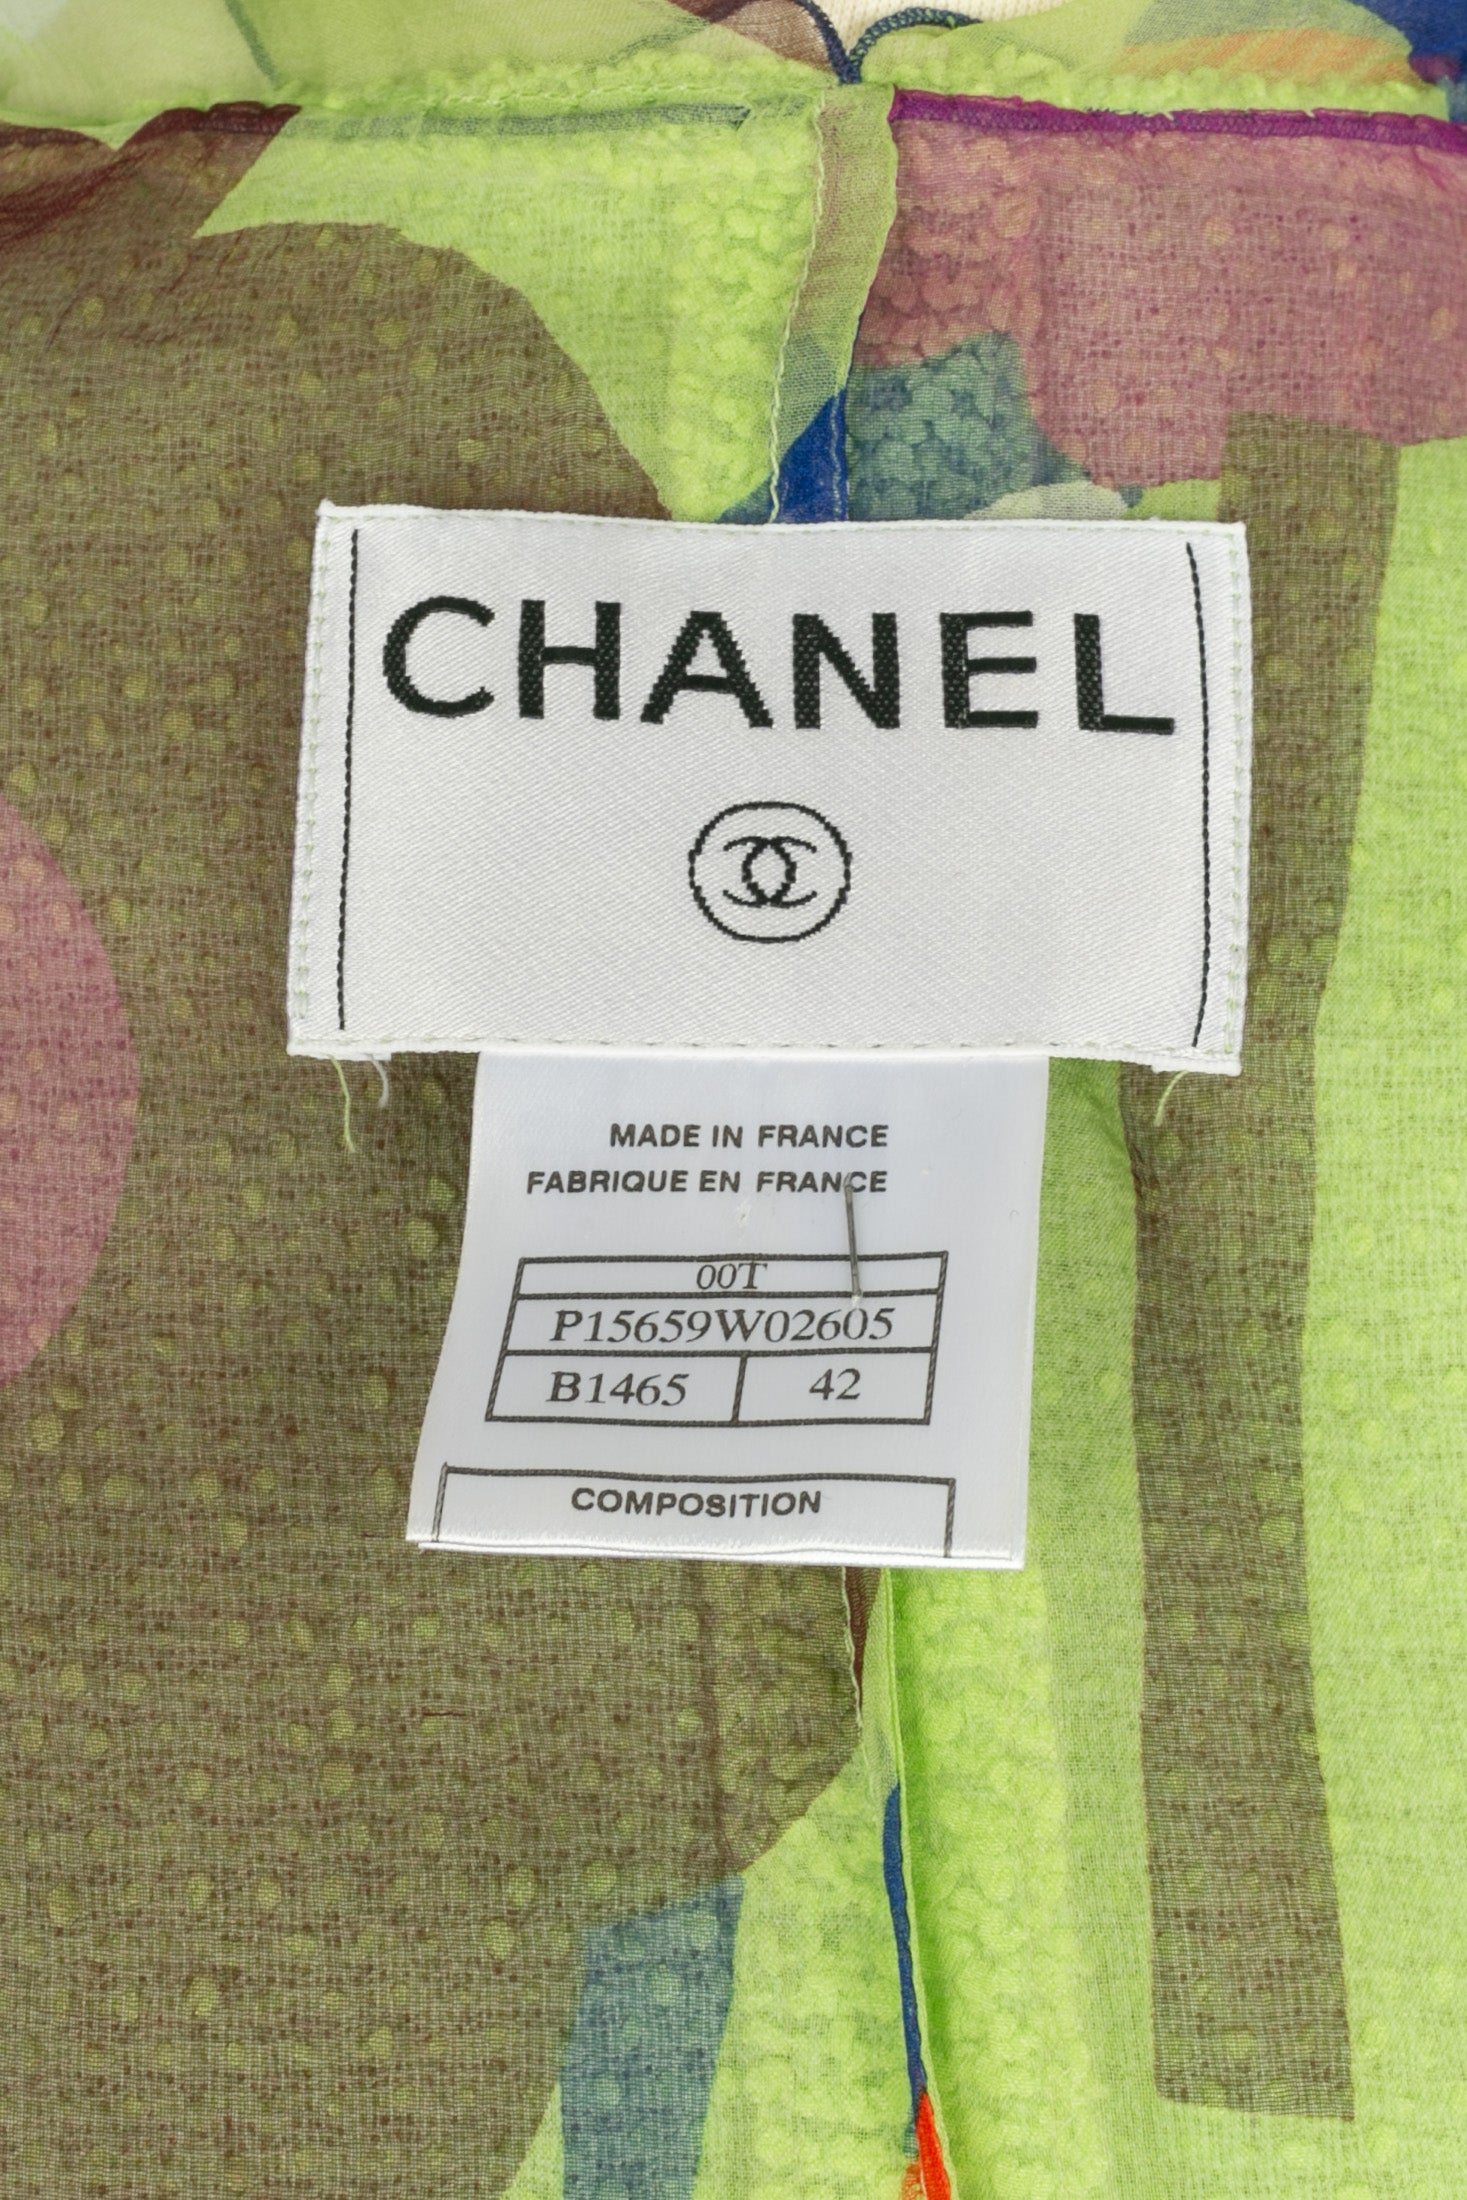 CHANEL
MADE IN FRANCE
FABRIQUE EN FRANCE
00T
P15659W02605
B1465 42
COMPOSITION